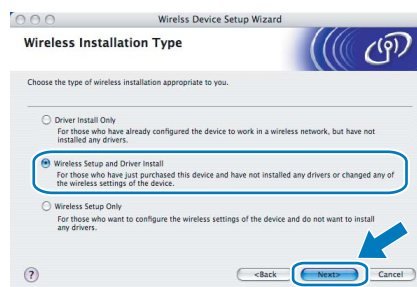 Wirelss Device Setup Wizard
Wireless Installation Type
Choose the type of wireless installation appropriate to you.
Driver Install Only
For those who have already configured the device to work in a wireless network, but have not
installed any drivers.
Wireless Setup and Driver Install
For those who have just purchased this device and have not installed any drivers or changed any of
the wireless settings of the device.
Wireless Setup Only
For those who want to configure the wireless settings of the device and do not want to install
any drivers.
?
<Back
Next>
Cancel